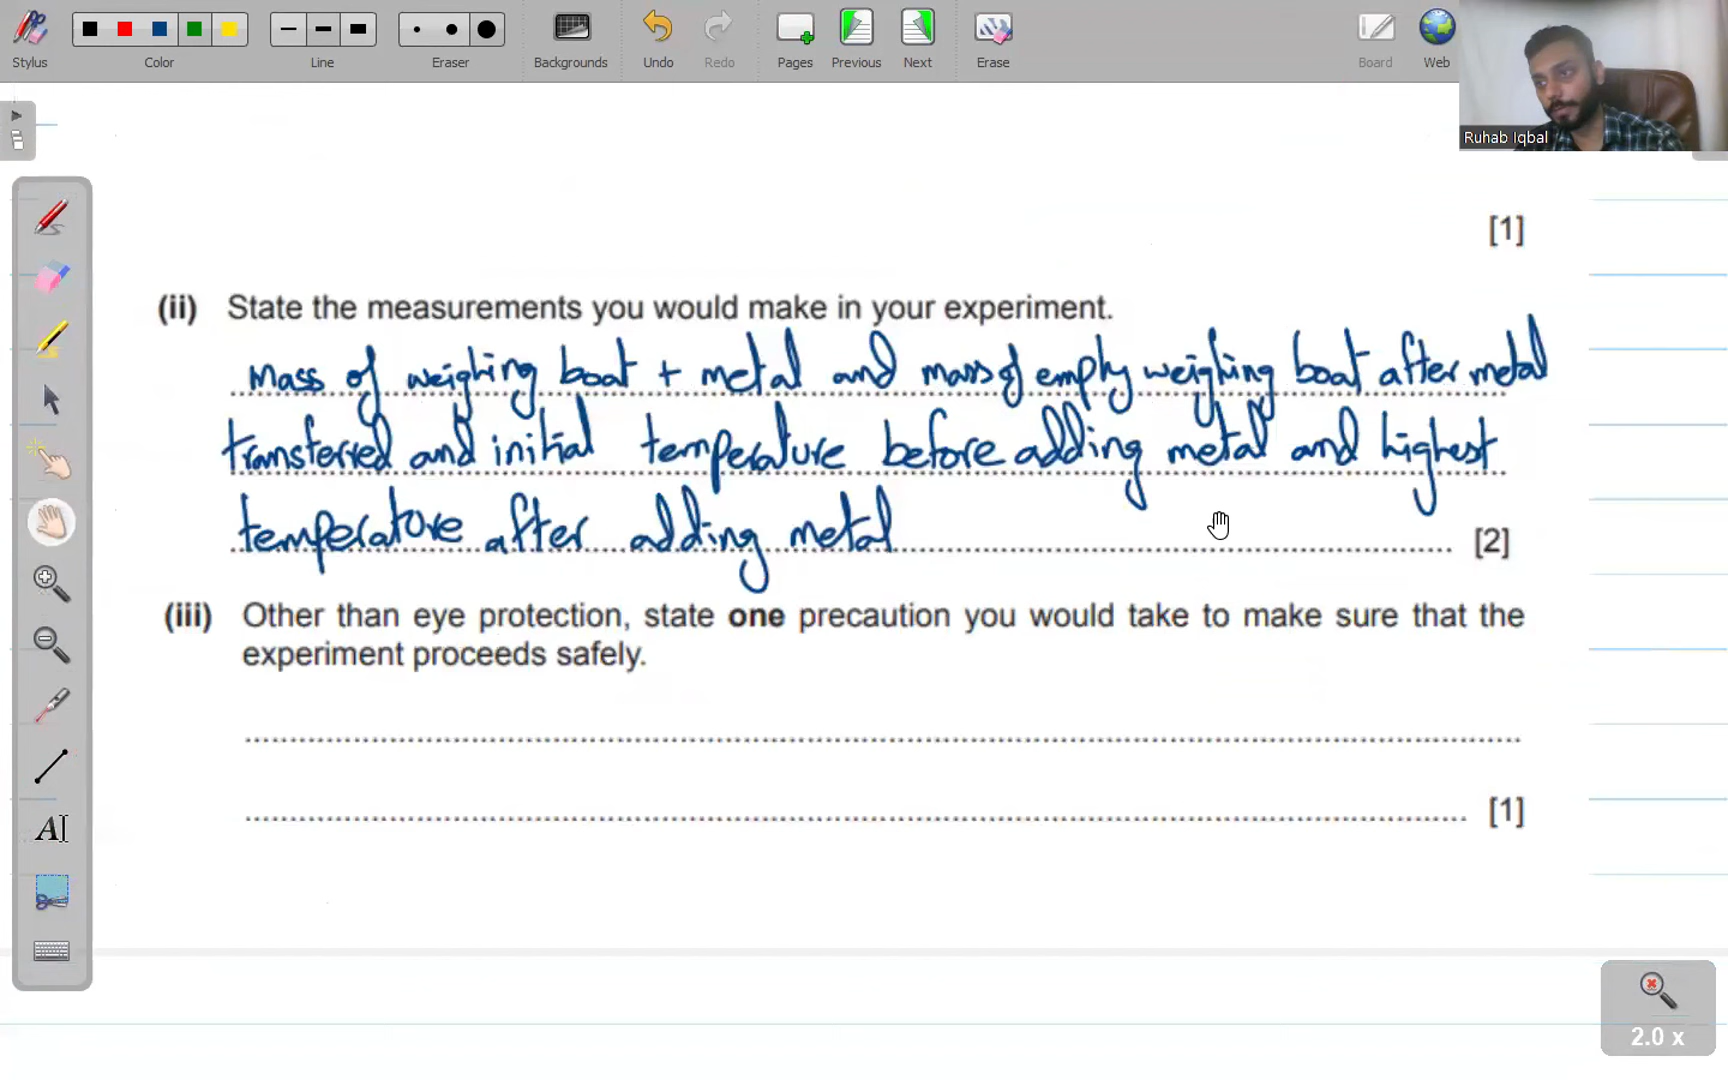 Stylus
Color
Line
Eraser
Backgrounds
Undo
Redo
Pages
Previous
Next
Erase
Board
Web
Ruhab Iqbal
[1]
(ii) State the measurements you would make in your experiment.
Mass of weighing boat + metal and mass of empty weighing boat after metal
transferred and initial temperature before adding metal and highest
temperature after adding metal
[2]
(iii) Other than eye protection, state one precaution you would take to make sure that the
experiment proceeds safely.
[1]
AI
2.0 x